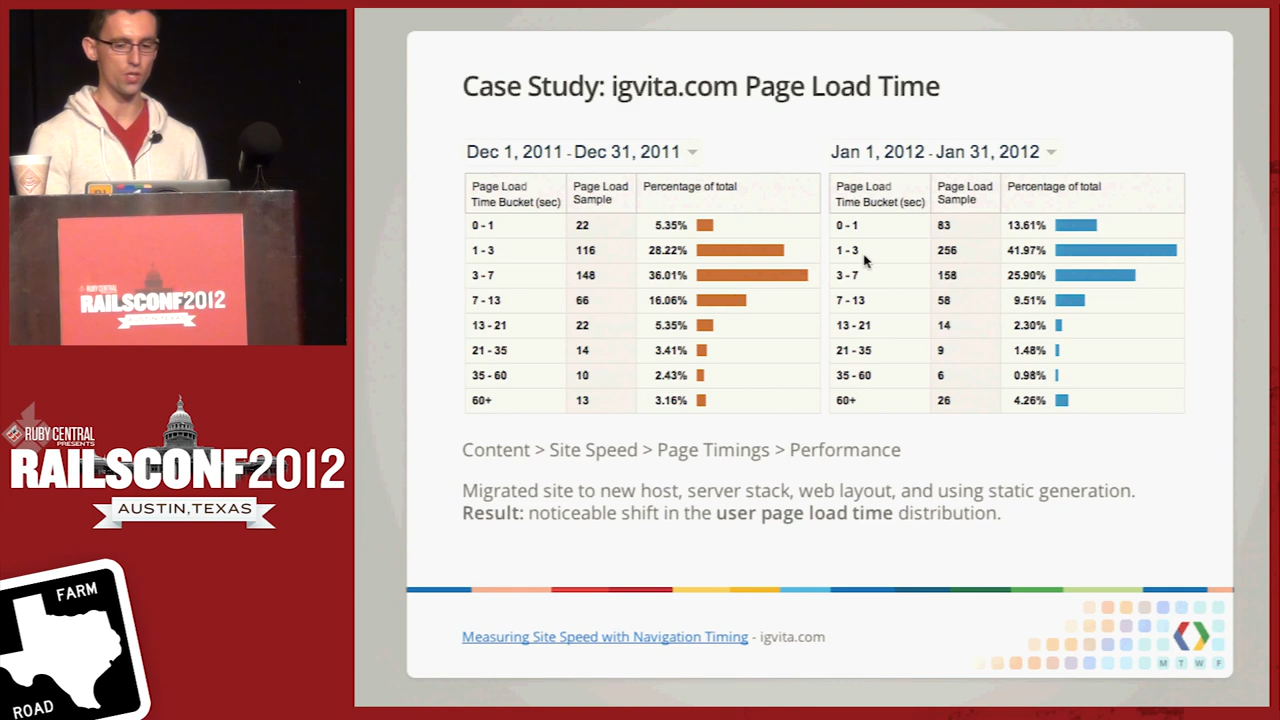 Case Study: igvita.com Page Load Time
Dec 1, 2011 - Dec 31, 2011
Page Load Time Bucket (sec) Page Load Sample Percentage of total
0 - 1 22 5.35%
1 - 3 116 28.22%
3 - 7 148 36.01%
7 - 13 66 16.06%
13 - 21 22 5.35%
21 - 35 14 3.41%
35 - 60 10 2.43%
60+ 13 3.16%
Jan 1, 2012 - Jan 31, 2012
Page Load Time Bucket (sec) Page Load Sample Percentage of total
0 - 1 83 13.61%
1 - 3 256 41.97%
3 - 7 158 25.90%
7 - 13 58 9.51%
13 - 21 14 2.30%
21 - 35 9 1.48%
35 - 60 6 0.98%
60+ 26 4.26%
Content > Site Speed > Page Timings > Performance
Migrated site to new host, server stack, web layout, and using static generation.
Result: noticeable shift in the user page load time distribution.
Measuring Site Speed with Navigation Timing - igvita.com
M T W F
RUBY CENTRAL
RAILSCONF2012
AUSTIN, TEXAS
RUBY CENTRAL
PRESENTS
RAILSCONF2012
AUSTIN, TEXAS
FARM
ROAD